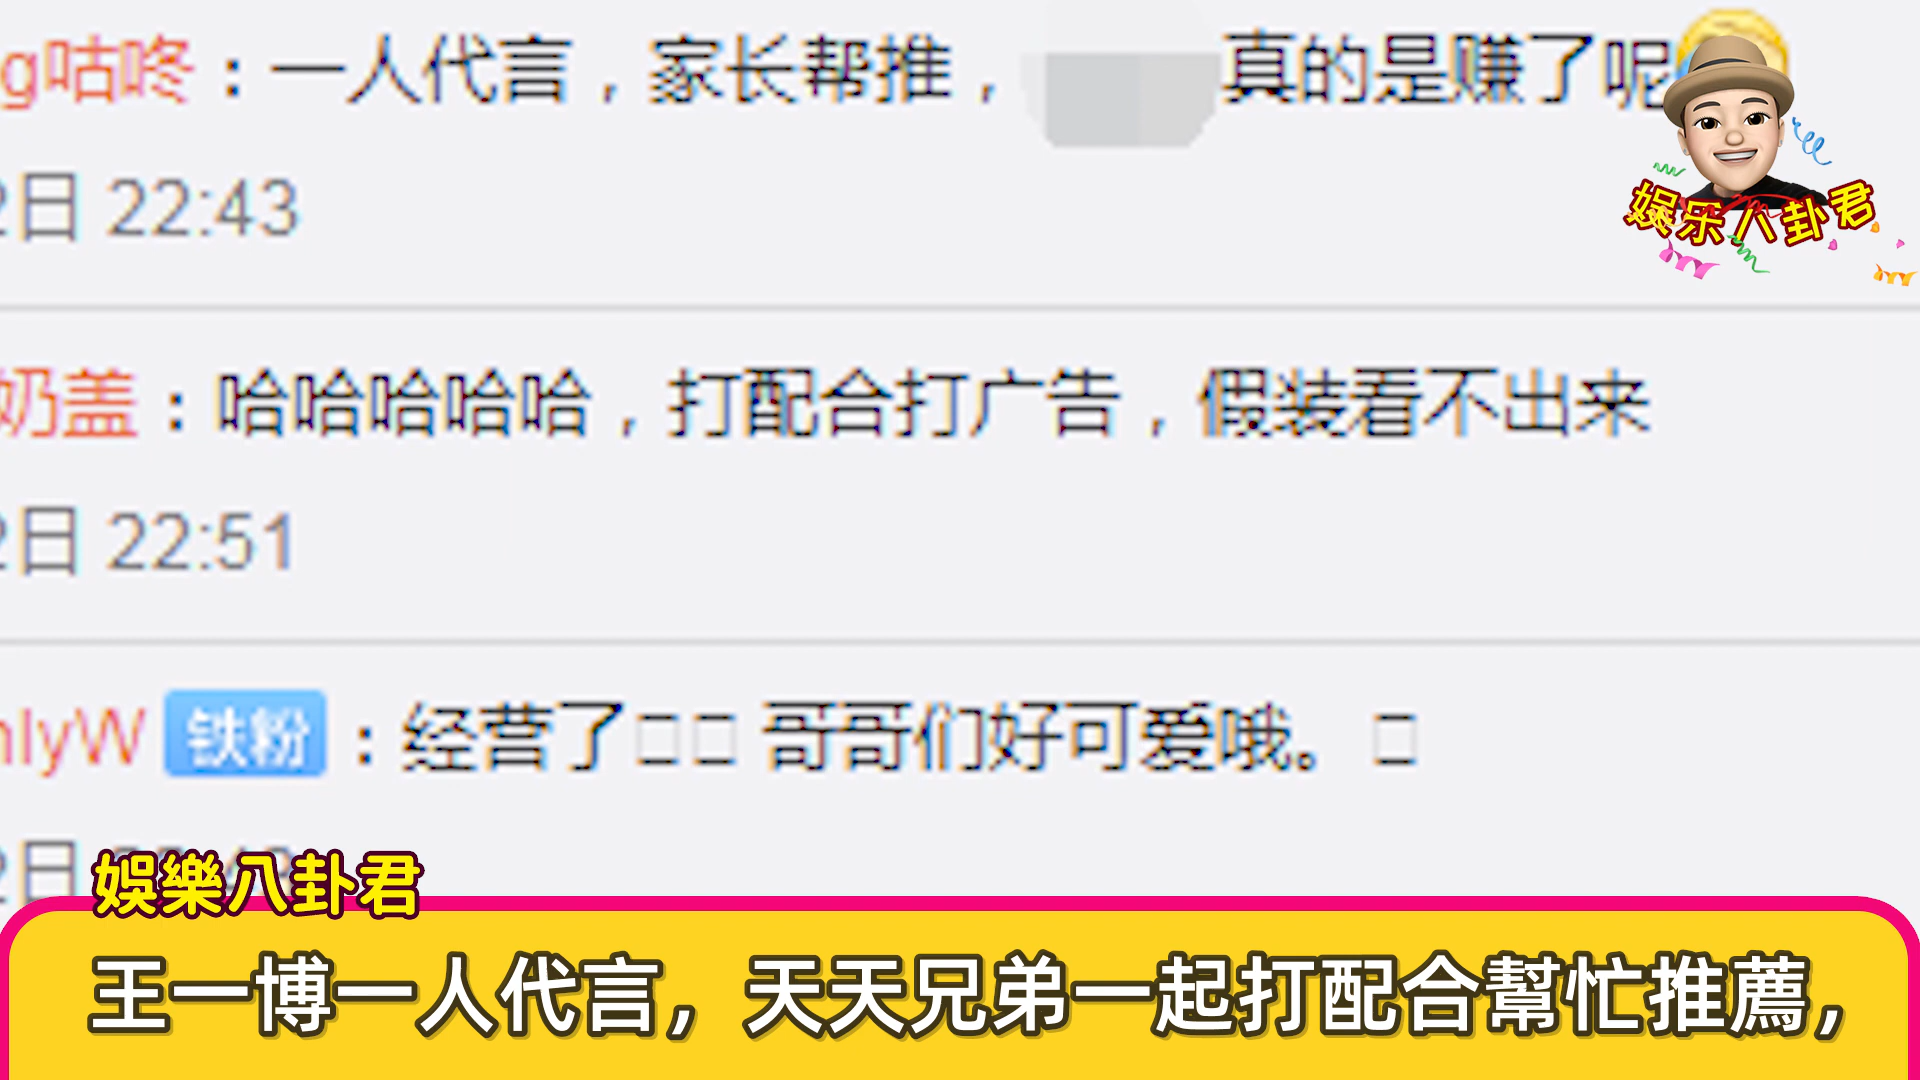 g咕咚：一人代言，家长帮推，真的是赚了呢
2日 22:43
娱乐八卦君
奶盖：哈哈哈哈哈，打配合打广告，假装看不出来
2日 22:51
nlyW 铁粉：经营了□□ 哥哥们好可爱哦。□
2日
娛樂八卦君
王一博一人代言，天天兄弟一起打配合幫忙推薦，